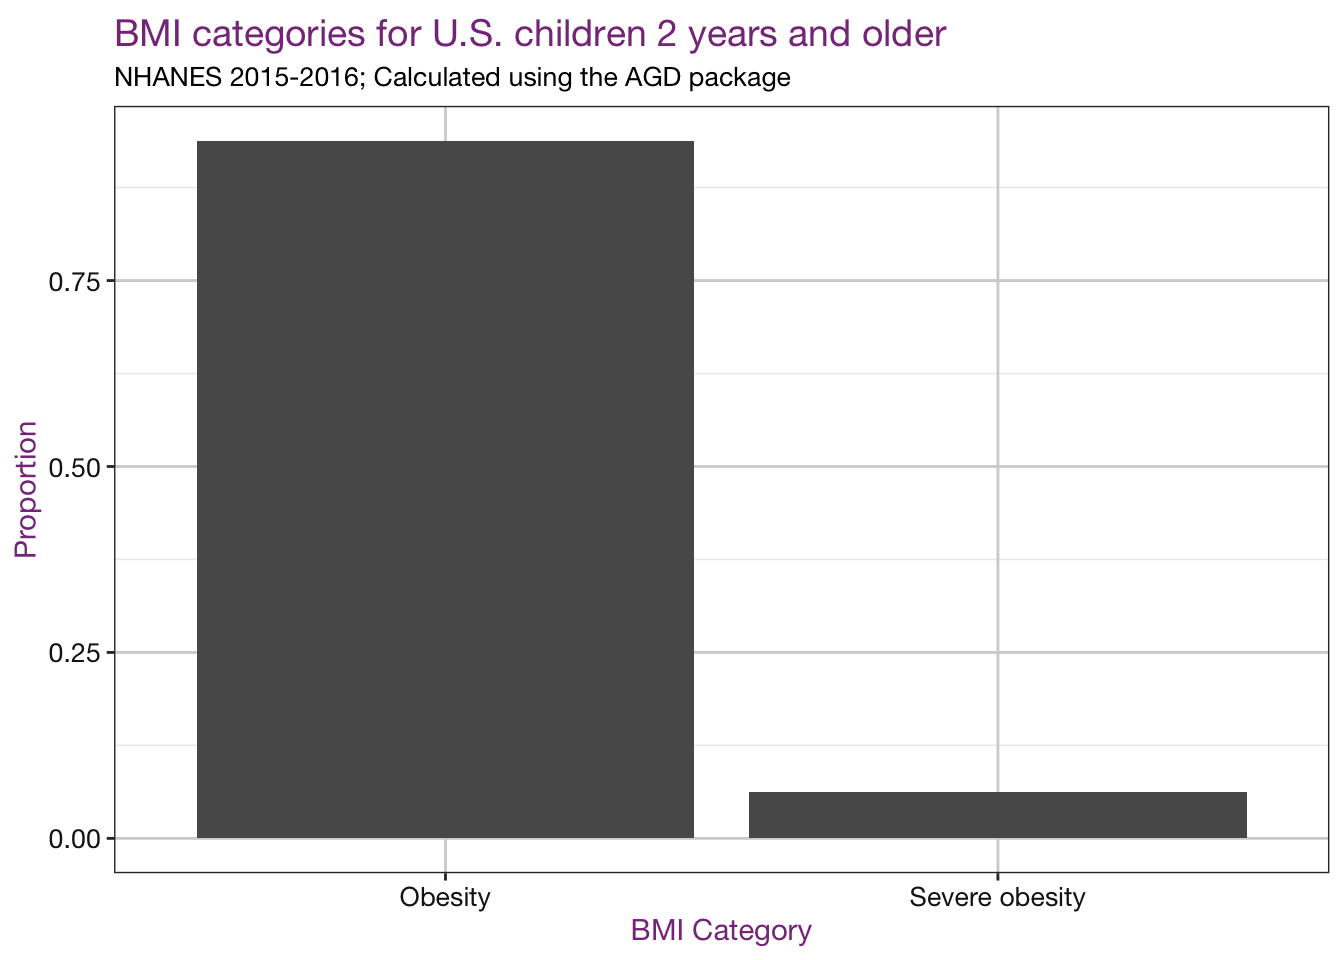 BMI categories for U.S. children 2 years and older
NHANES 2015-2016; Calculated using the AGD package
Proportion
0.75
0.50
0.25
0.00
Obesity
Severe obesity
BMI Category